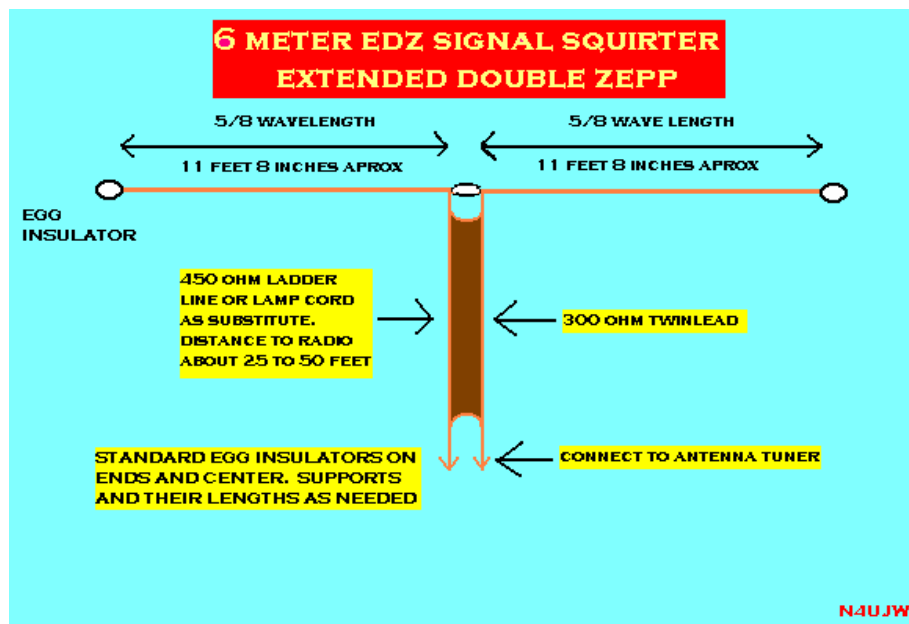 6 METER EDZ SIGNAL SQUIRTER
EXTENDED DOUBLE ZEPP
5/8 WAVELENGTH
5/8 WAVE LENGTH
11 FEET 8 INCHES APROX
11 FEET 8 INCHES APROX
EGG
INSULATOR
450 OHM LADDER
LINE OR LAMP CORD
AS SUBSTITUTE.
DISTANCE TO RADIO
ABOUT 25 TO 50 FEET
300 OHM TWINLEAD
STANDARD EGG INSULATORS ON
ENDS AND CENTER. SUPPORTS
AND THEIR LENGTHS AS NEEDED
CONNECT TO ANTENNA TUNER
N4UJW